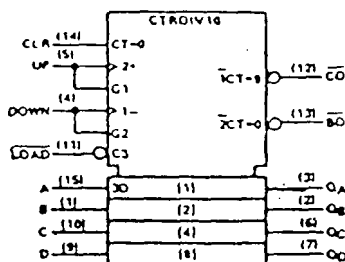 CTRDIV10
CLR (14) CT=0
UP (5) 2+
G1
1CT=9 (12) CO
DOWN (4) 1−
G2
2CT=0 (13) BO
LOAD (11) C3
A (15) 3D (1) (3) QA
B (1) (2) (2) QB
C (10) (4) (6) QC
D (9) (8) (7) QD